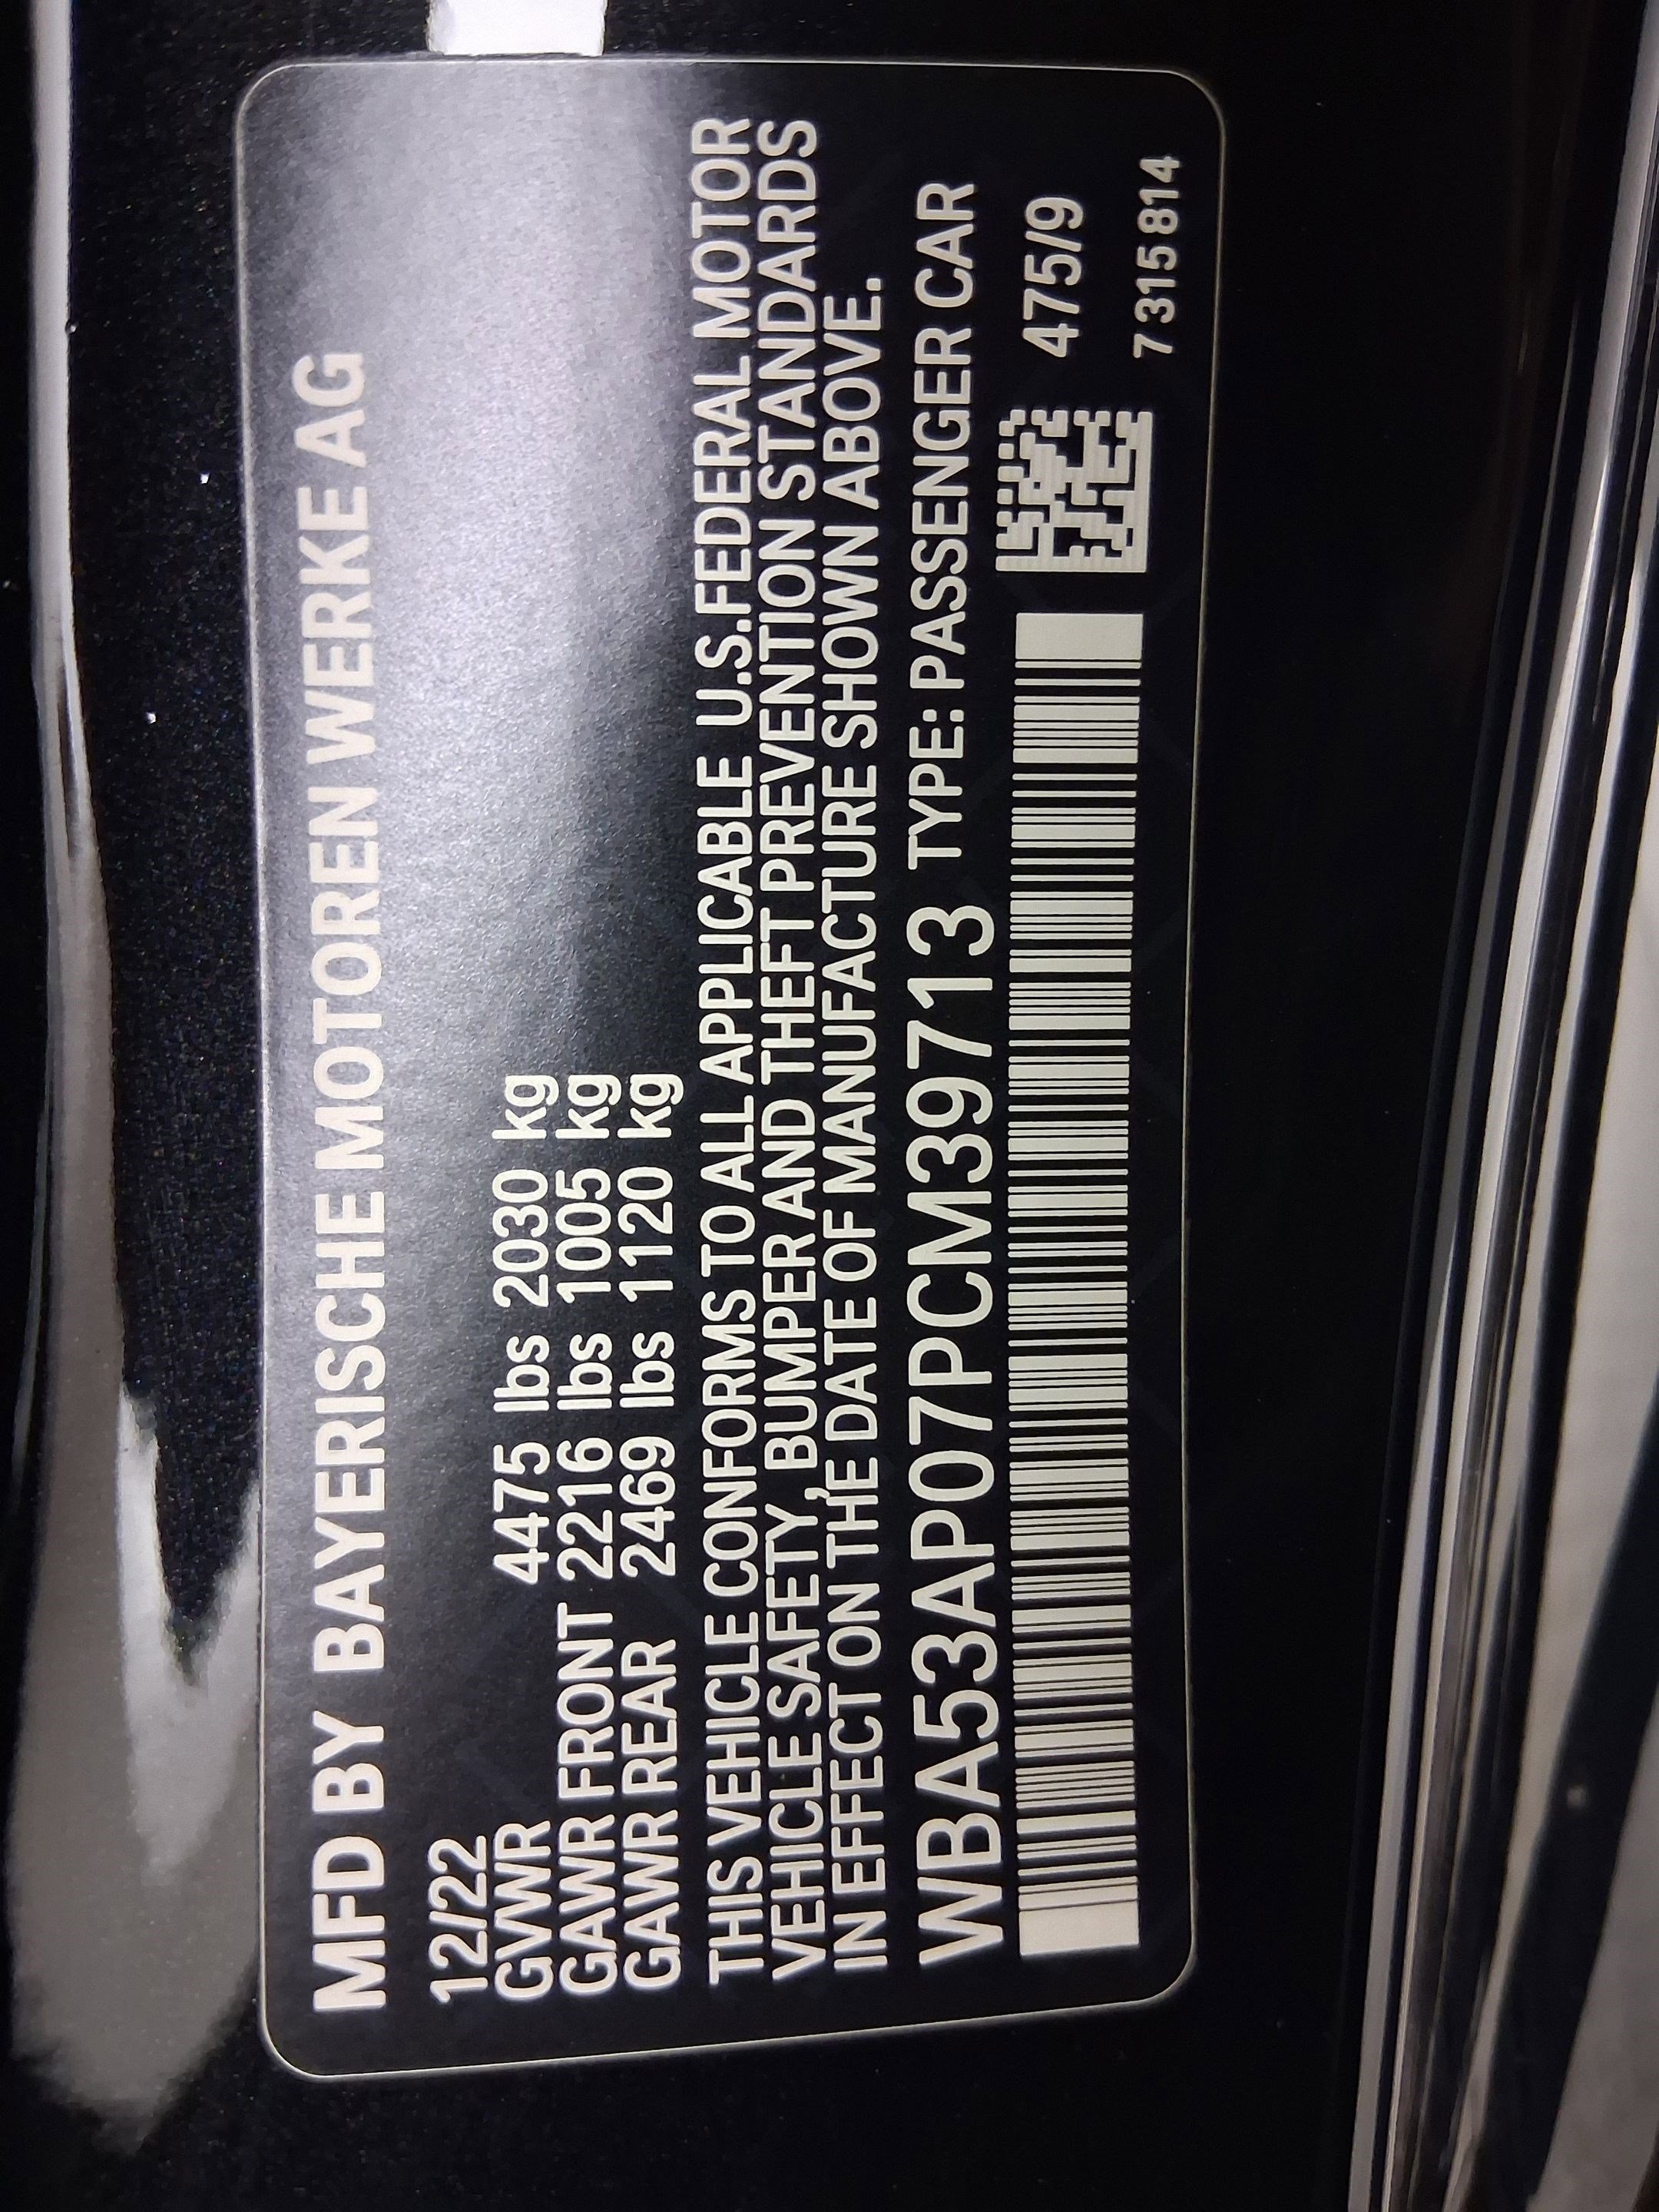 MFD BY BAYERISCHE MOTOREN WERKE AG
12/22
GVWR 4475 lbs 2030 kg
GAWR FRONT 2216 lbs 1005 kg
GAWR REAR 2469 lbs 1120 kg
THIS VEHICLE CONFORMS TO ALL APPLICABLE U.S.FEDERAL MOTOR
VEHICLE SAFETY, BUMPER AND THEFT PREVENTION STANDARDS
IN EFFECT ON THE DATE OF MANUFACTURE SHOWN ABOVE.
WBA53AP07PCM39713 TYPE: PASSENGER CAR
475/9
7 315 814